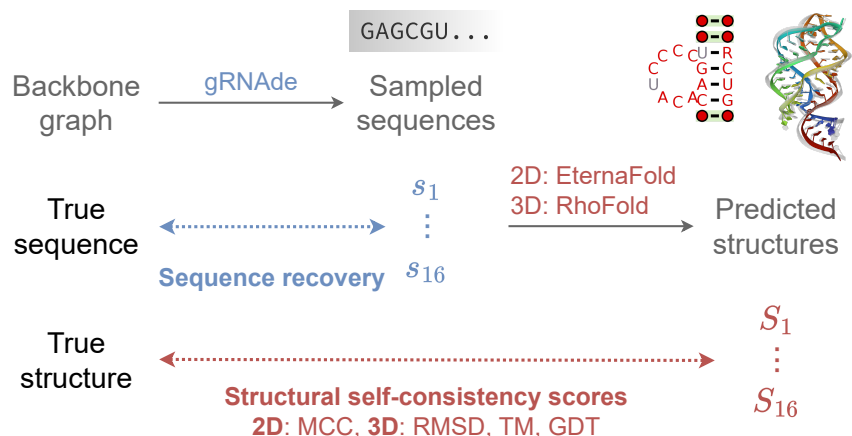 GAGCGU...
Backbone
graph
gRNAde
Sampled
sequences
C C C C U R
C G C
U A U
A C A C G
2D: EternaFold
3D: RhoFold
True
sequence
s1
⋮
s16
Sequence recovery
Predicted
structures
True
structure
S1
⋮
S16
Structural self-consistency scores
2D: MCC, 3D: RMSD, TM, GDT